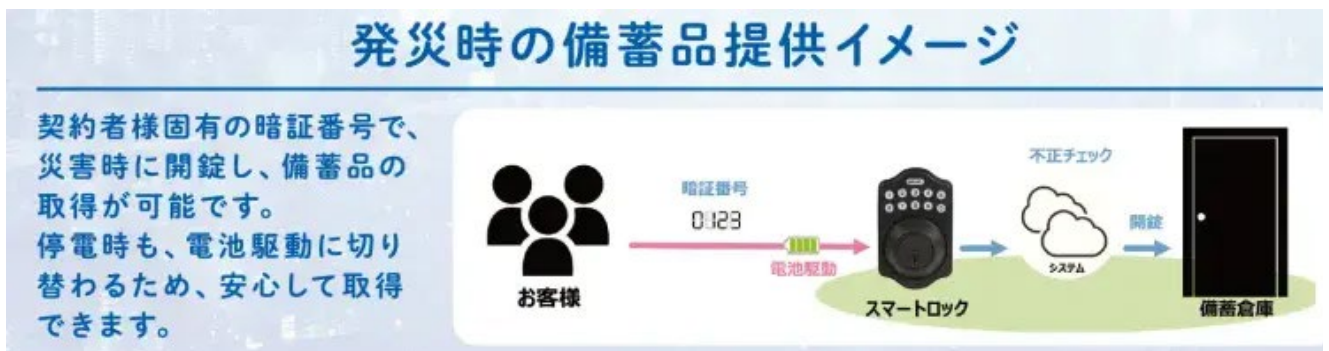 発災時の備蓄品提供イメージ
契約者様固有の暗証番号で、
災害時に開錠し、備蓄品の
取得が可能です。
停電時も、電池駆動に切り
替わるため、安心して取得
できます。
お客様
暗証番号
0123
電池駆動
スマートロック
不正チェック
システム
開錠
備蓄倉庫